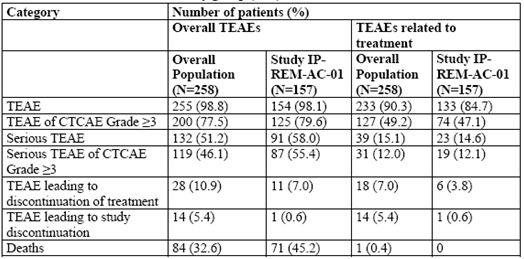 Category Number of patients (%)
Overall TEAEs TEAEs related to
treatment
Overall Study IP- Overall Study IP-
Population REM-AC-01 Population REM-AC-01
(N=258) (N=157) (N=258) (N=157)
TEAE 255 (98.8) 154 (98.1) 233 (90.3) 133 (84.7)
TEAE of CTCAE Grade ≥3 200 (77.5) 125 (79.6) 127 (49.2) 74 (47.1)
Serious TEAE 132 (51.2) 91 (58.0) 39 (15.1) 23 (14.6)
Serious TEAE of CTCAE 119 (46.1) 87 (55.4) 31 (12.0) 19 (12.1)
Grade ≥3
TEAE leading to 28 (10.9) 11 (7.0) 18 (7.0) 6 (3.8)
discontinuation of treatment
TEAE leading to study 14 (5.4) 1 (0.6) 14 (5.4) 1 (0.6)
discontinuation
Deaths 84 (32.6) 71 (45.2) 1 (0.4) 0